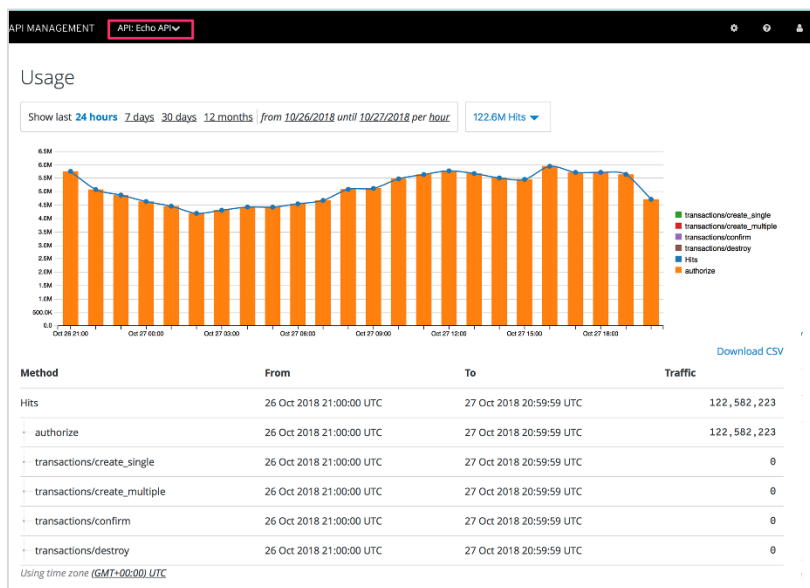 API MANAGEMENT API: Echo API
Usage
Show last 24 hours 7 days 30 days 12 months from 10/26/2018 until 10/27/2018 per hour 122.6M Hits
6.5M
6.0M
5.5M
5.0M
4.5M
4.0M
3.5M
3.0M
2.5M
2.0M
1.5M
1.0M
500.0K
0.0
Oct 26 21:00 Oct 27 00:00 Oct 27 03:00 Oct 27 06:00 Oct 27 09:00 Oct 27 12:00 Oct 27 15:00 Oct 27 18:00
transactions/create_single
transactions/create_multiple
transactions/confirm
transactions/destroy
Hits
authorize
Download CSV
Method From To Traffic
Hits 26 Oct 2018 21:00:00 UTC 27 Oct 2018 20:59:59 UTC 122,582,223
authorize 26 Oct 2018 21:00:00 UTC 27 Oct 2018 20:59:59 UTC 122,582,223
transactions/create_single 26 Oct 2018 21:00:00 UTC 27 Oct 2018 20:59:59 UTC 0
transactions/create_multiple 26 Oct 2018 21:00:00 UTC 27 Oct 2018 20:59:59 UTC 0
transactions/confirm 26 Oct 2018 21:00:00 UTC 27 Oct 2018 20:59:59 UTC 0
transactions/destroy 26 Oct 2018 21:00:00 UTC 27 Oct 2018 20:59:59 UTC 0
Using time zone (GMT+00:00) UTC